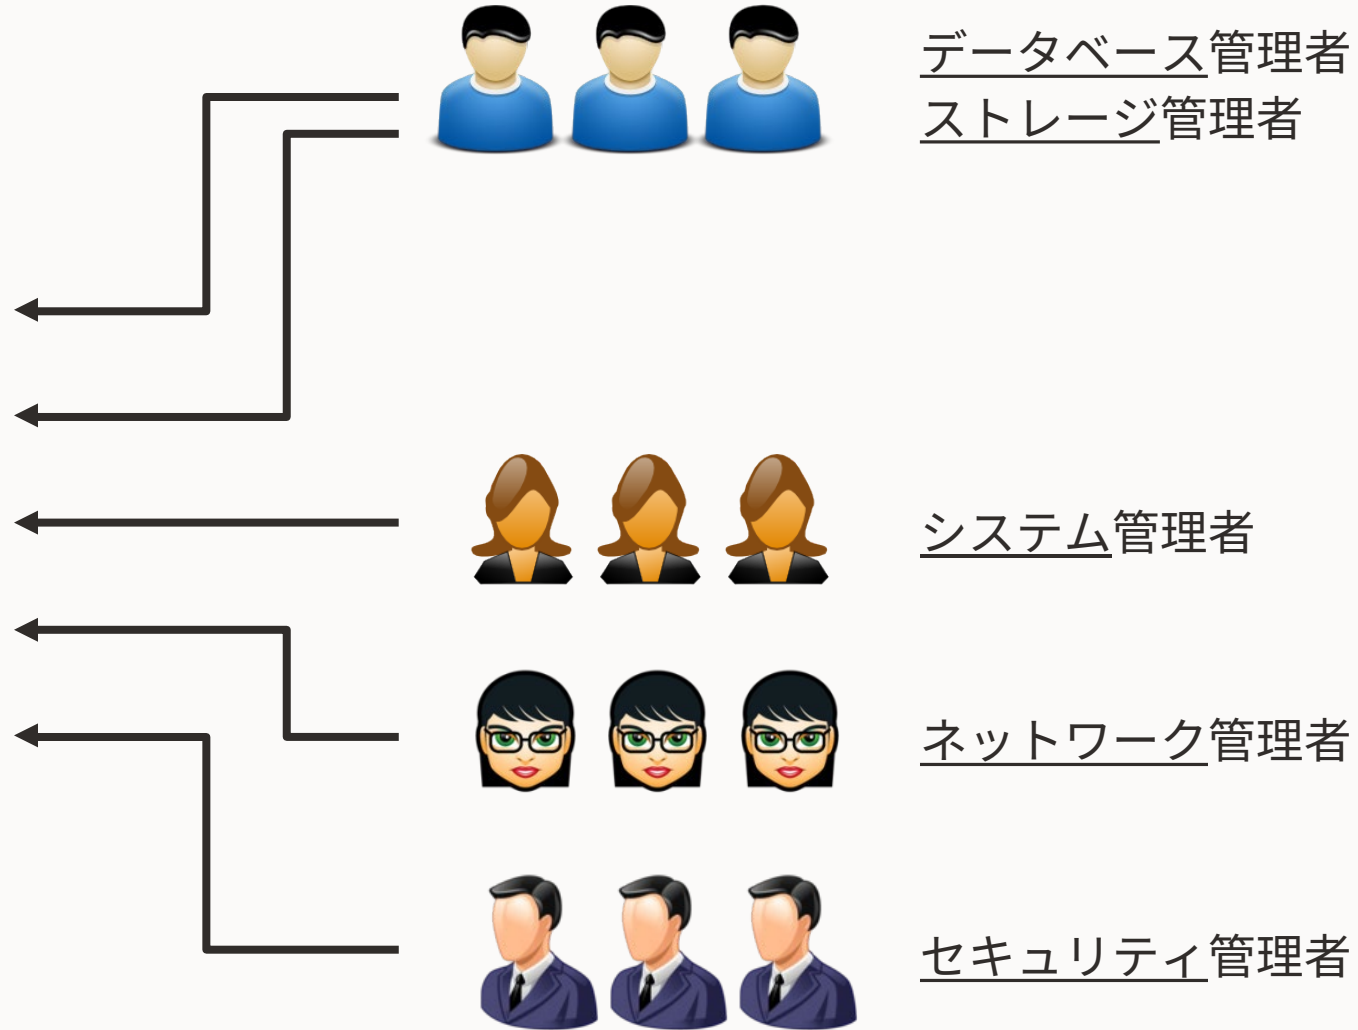 データベース管理者
ストレージ管理者
システム管理者
ネットワーク管理者
セキュリティ管理者